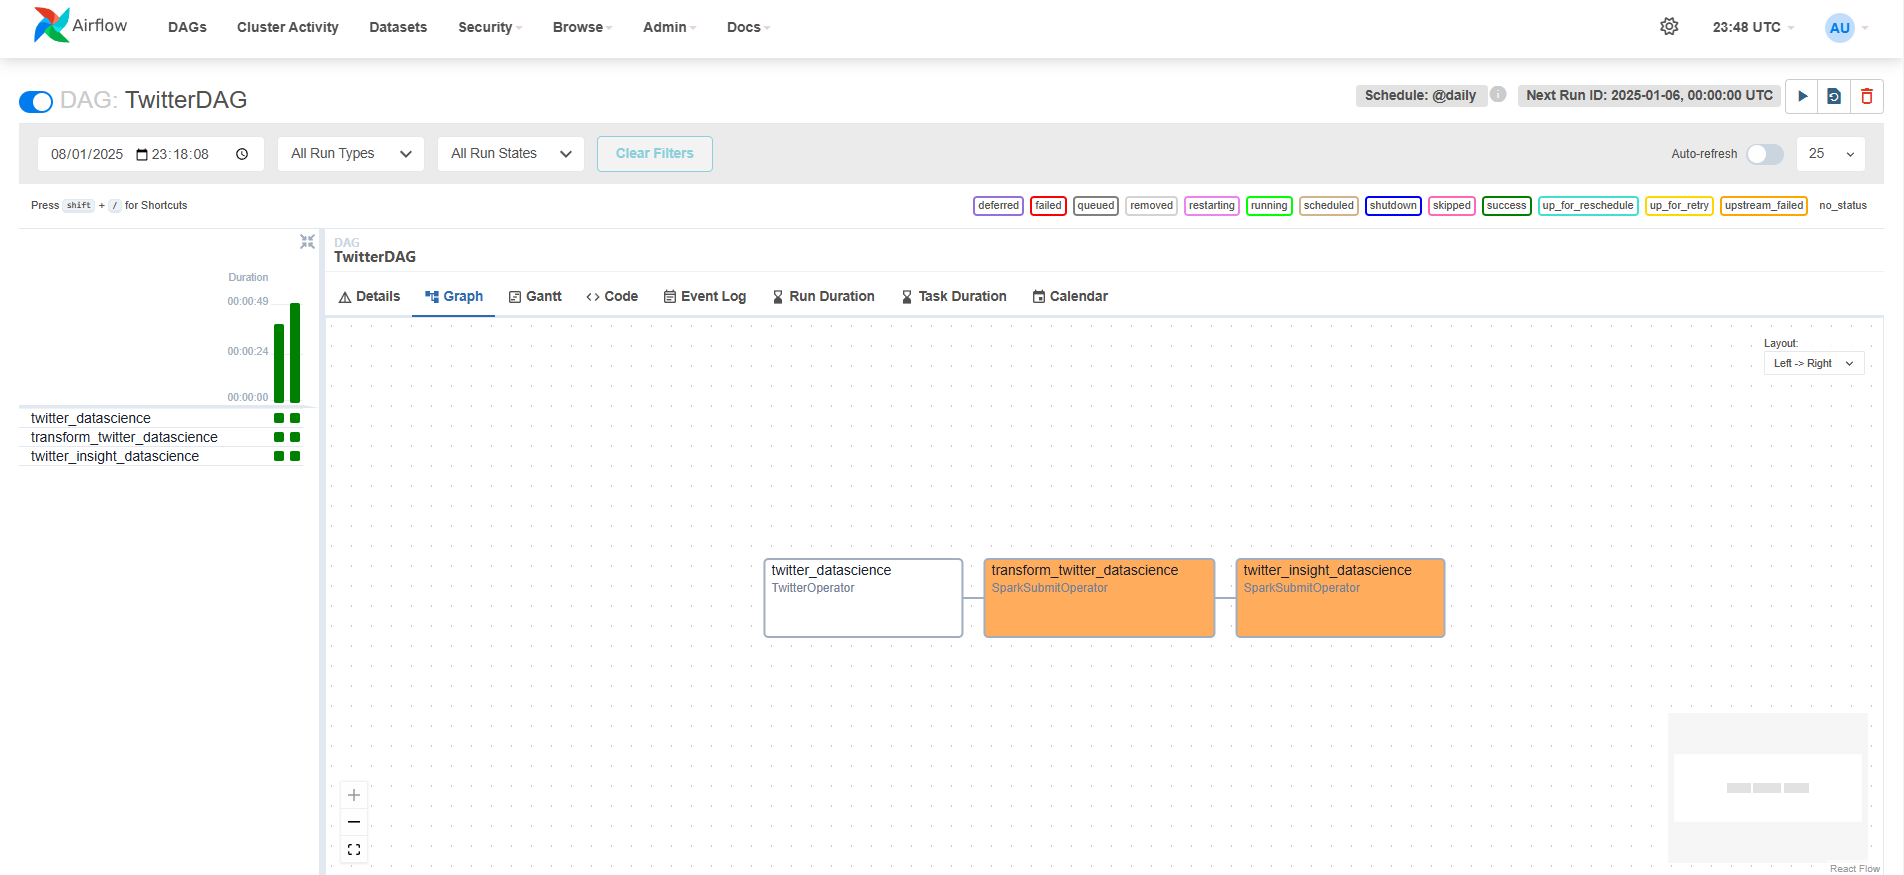 Airflow DAGs Cluster Activity Datasets Security Browse Admin Docs 23:48 UTC AU
DAG: TwitterDAG Schedule: @daily i Next Run ID: 2025-01-06, 00:00:00 UTC
08/01/2025 23:18:08 All Run Types All Run States Clear Filters Auto-refresh 25
Press shift + / for Shortcuts deferred failed queued removed restarting running scheduled shutdown skipped success up_for_reschedule up_for_retry upstream_failed no_status
DAG
TwitterDAG
Duration
00:00:49
00:00:24
00:00:00
twitter_datascience
transform_twitter_datascience
twitter_insight_datascience
Details Graph Gantt Code Event Log Run Duration Task Duration Calendar
Layout:
Left -> Right
twitter_datascience
TwitterOperator
transform_twitter_datascience
SparkSubmitOperator
twitter_insight_datascience
SparkSubmitOperator
React Flow